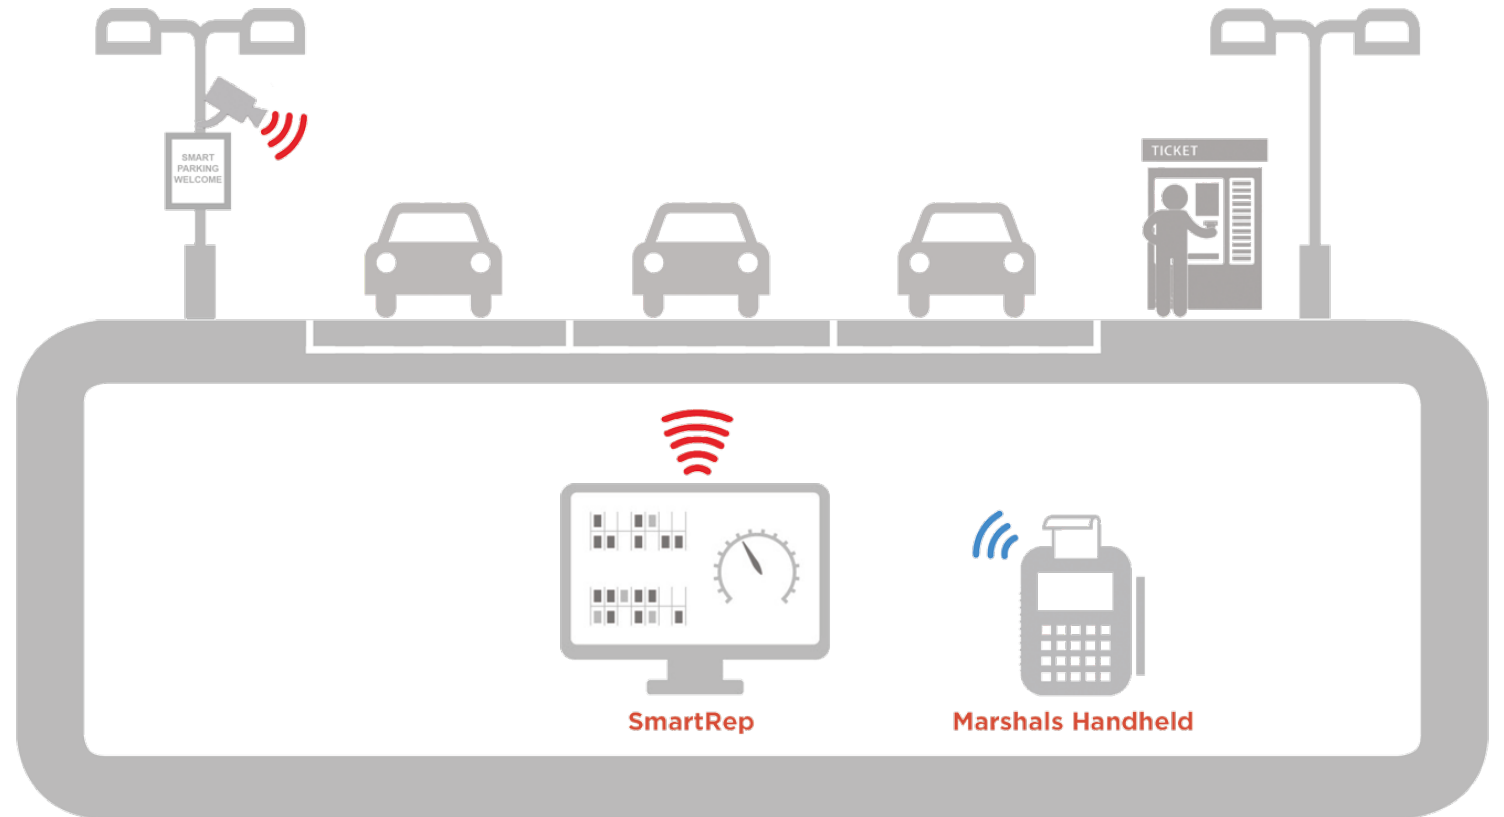 SMART
PARKING
WELCOME
TICKET
SmartRep
Marshals Handheld